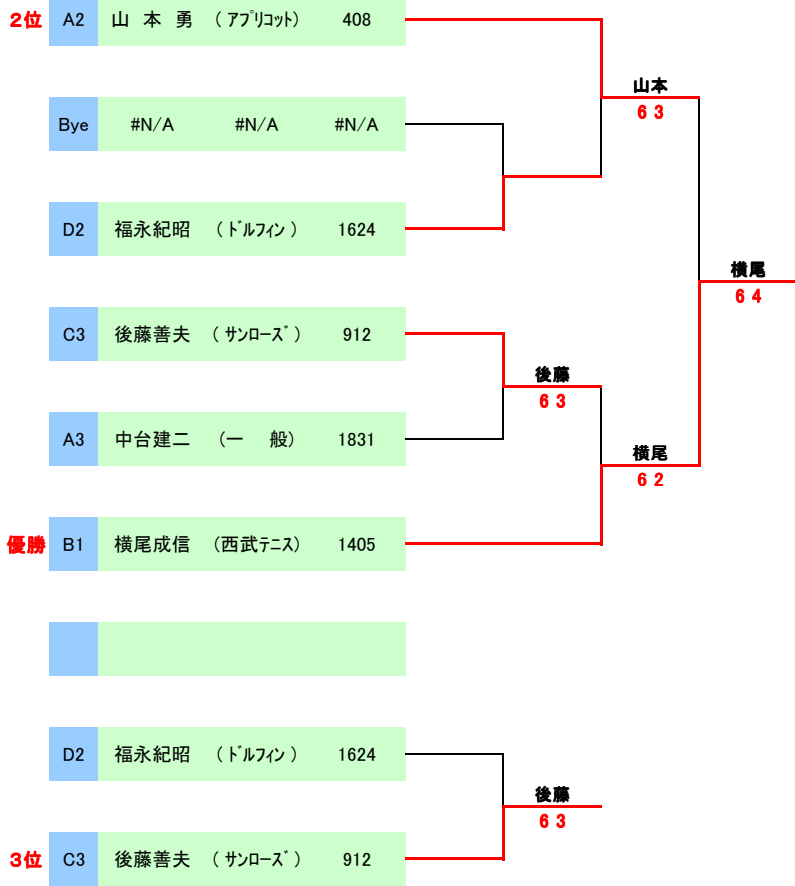 2位 A2 山 本 勇 (アプリコット) 408
山本
6 3
Bye #N/A #N/A #N/A
D2 福永紀昭 (ドルフィン) 1624
横尾
6 4
C3 後藤善夫 (サンローズ) 912
後藤
6 3
A3 中台建二 (一 般) 1831
横尾
6 2
優勝 B1 横尾成信 (西武テニス) 1405
D2 福永紀昭 (ドルフィン) 1624
後藤
6 3
3位 C3 後藤善夫 (サンローズ) 912